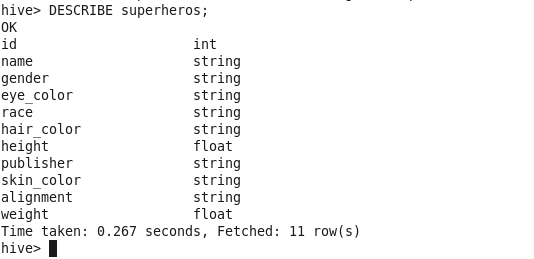 hive> DESCRIBE superheros;
OK
id int
name string
gender string
eye_color string
race string
hair_color string
height float
publisher string
skin_color string
alignment string
weight float
Time taken: 0.267 seconds, Fetched: 11 row(s)
hive>